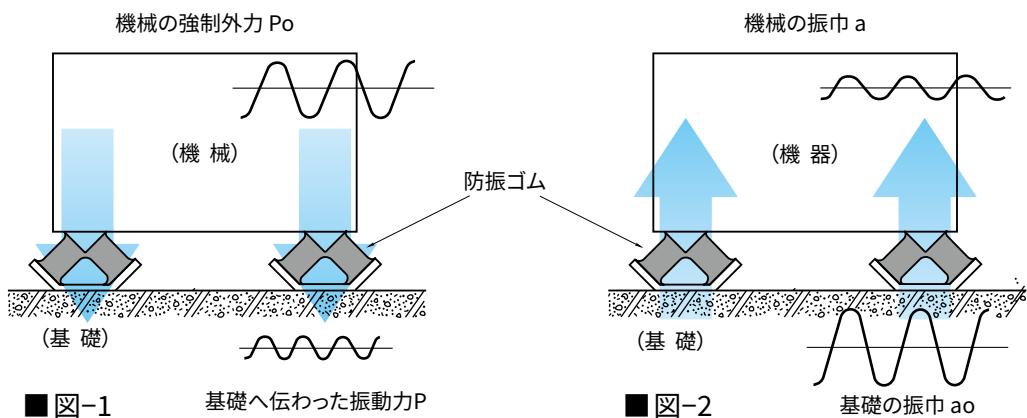 機械の強制外力 Po
機械の振巾 a
（機 械）
（機 器）
防振ゴム
（基 礎）
（基 礎）
■ 図−1
基礎へ伝わった振動力P
■ 図−2
基礎の振巾 ao